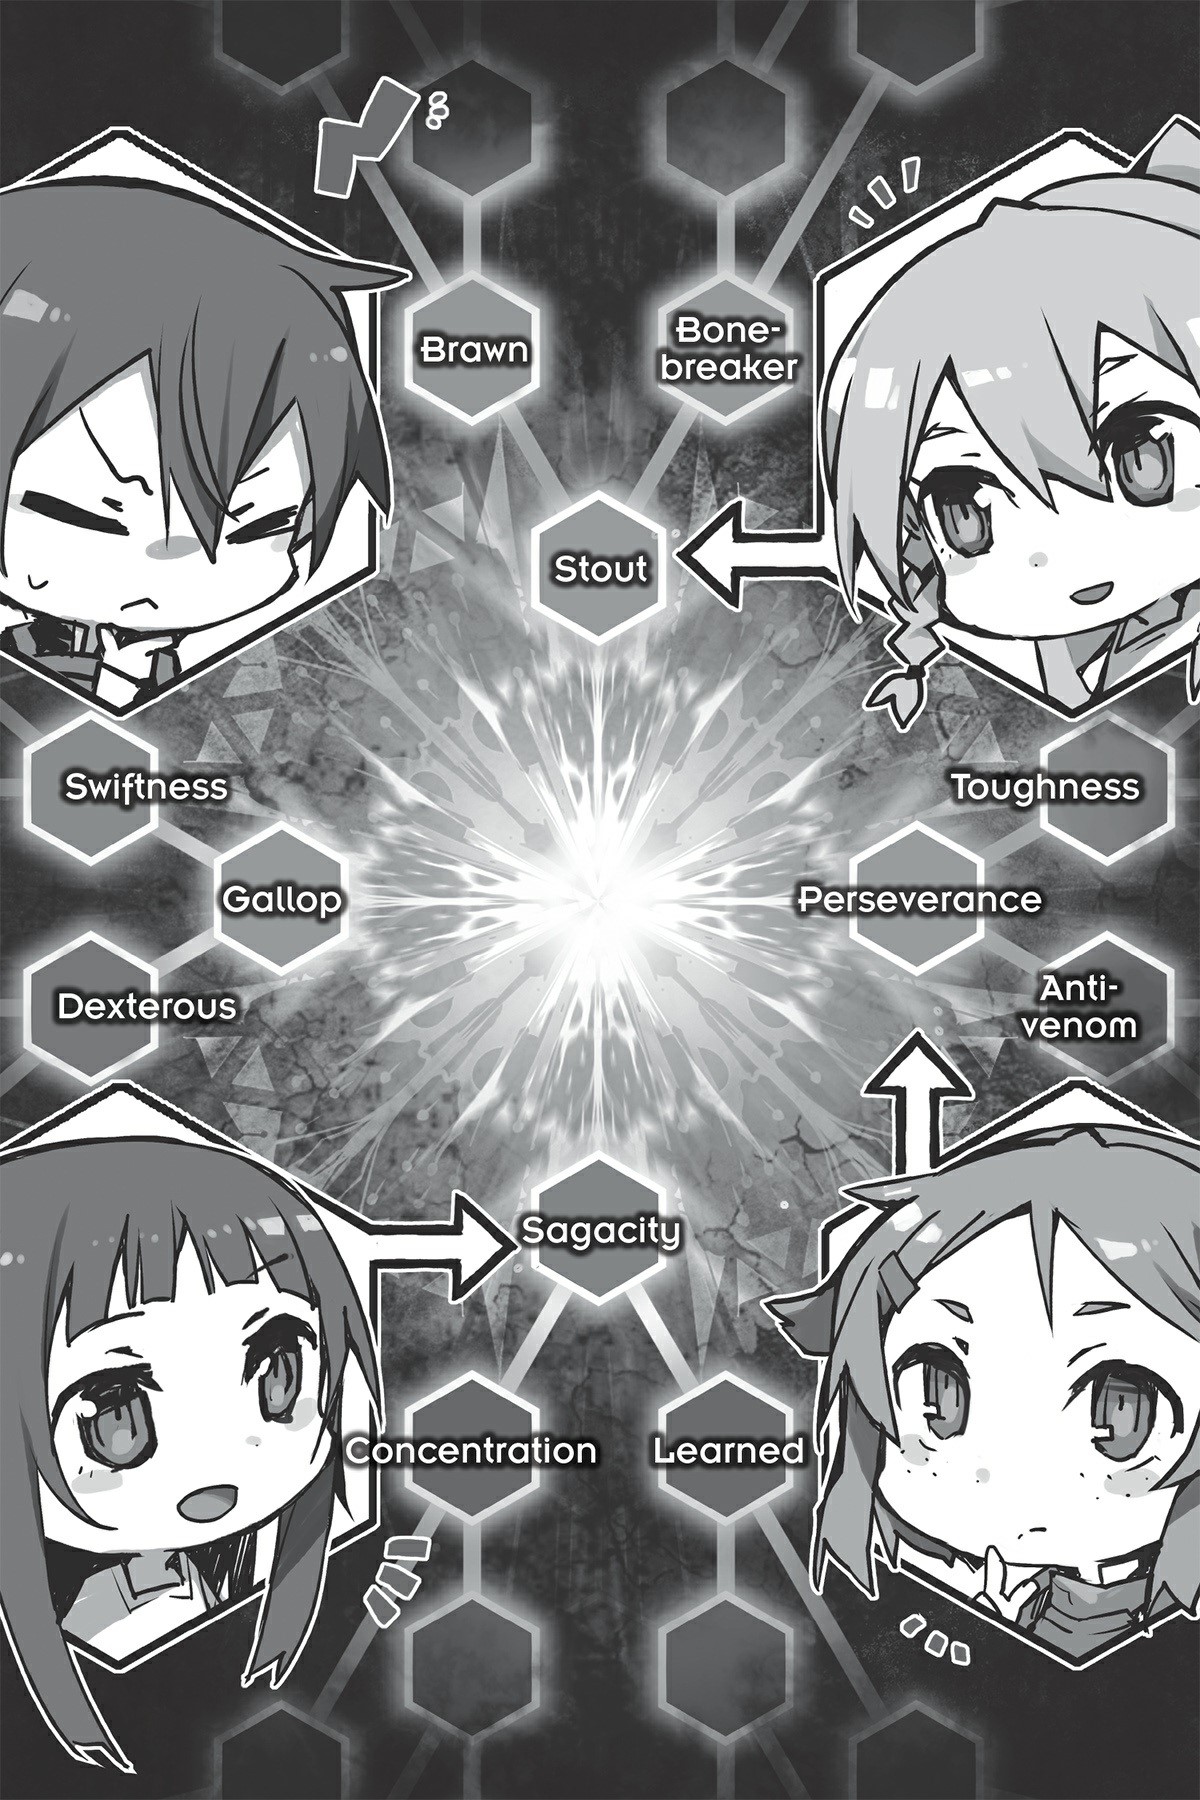 Brawn
Bone-
breaker
Stout
Swiftness
Toughness
Gallop
Perseverance
Dexterous
Anti-
venom
Sagacity
Concentration
Learned